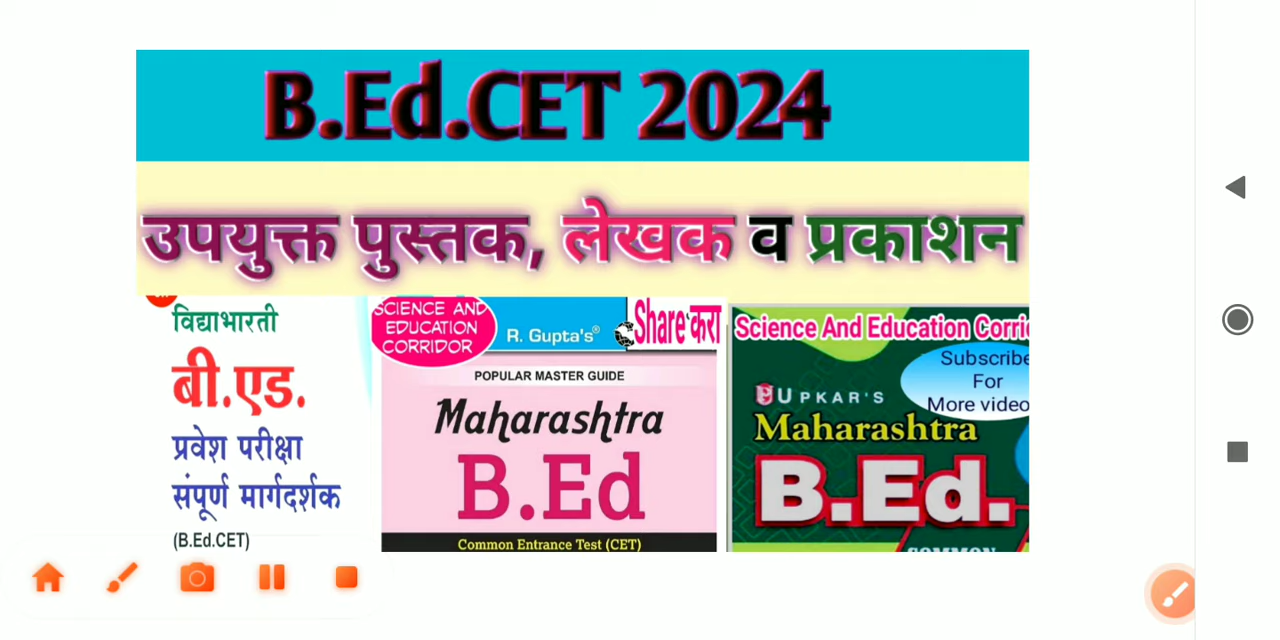 B.Ed.CET 2024
उपयुक्त पुस्तक, लेखक व प्रकाशन
विद्याभारती
बी.एड.
प्रवेश परीक्षा
संपूर्ण मार्गदर्शक
(B.Ed.CET)
SCIENCE AND
EDUCATION
CORRIDOR
R. Gupta's®
Share करा
POPULAR MASTER GUIDE
Maharashtra
B.Ed
Common Entrance Test (CET)
Science And Education Corri
Subscribe
For
More video
UPKAR'S
Maharashtra
B.Ed.
COMMON